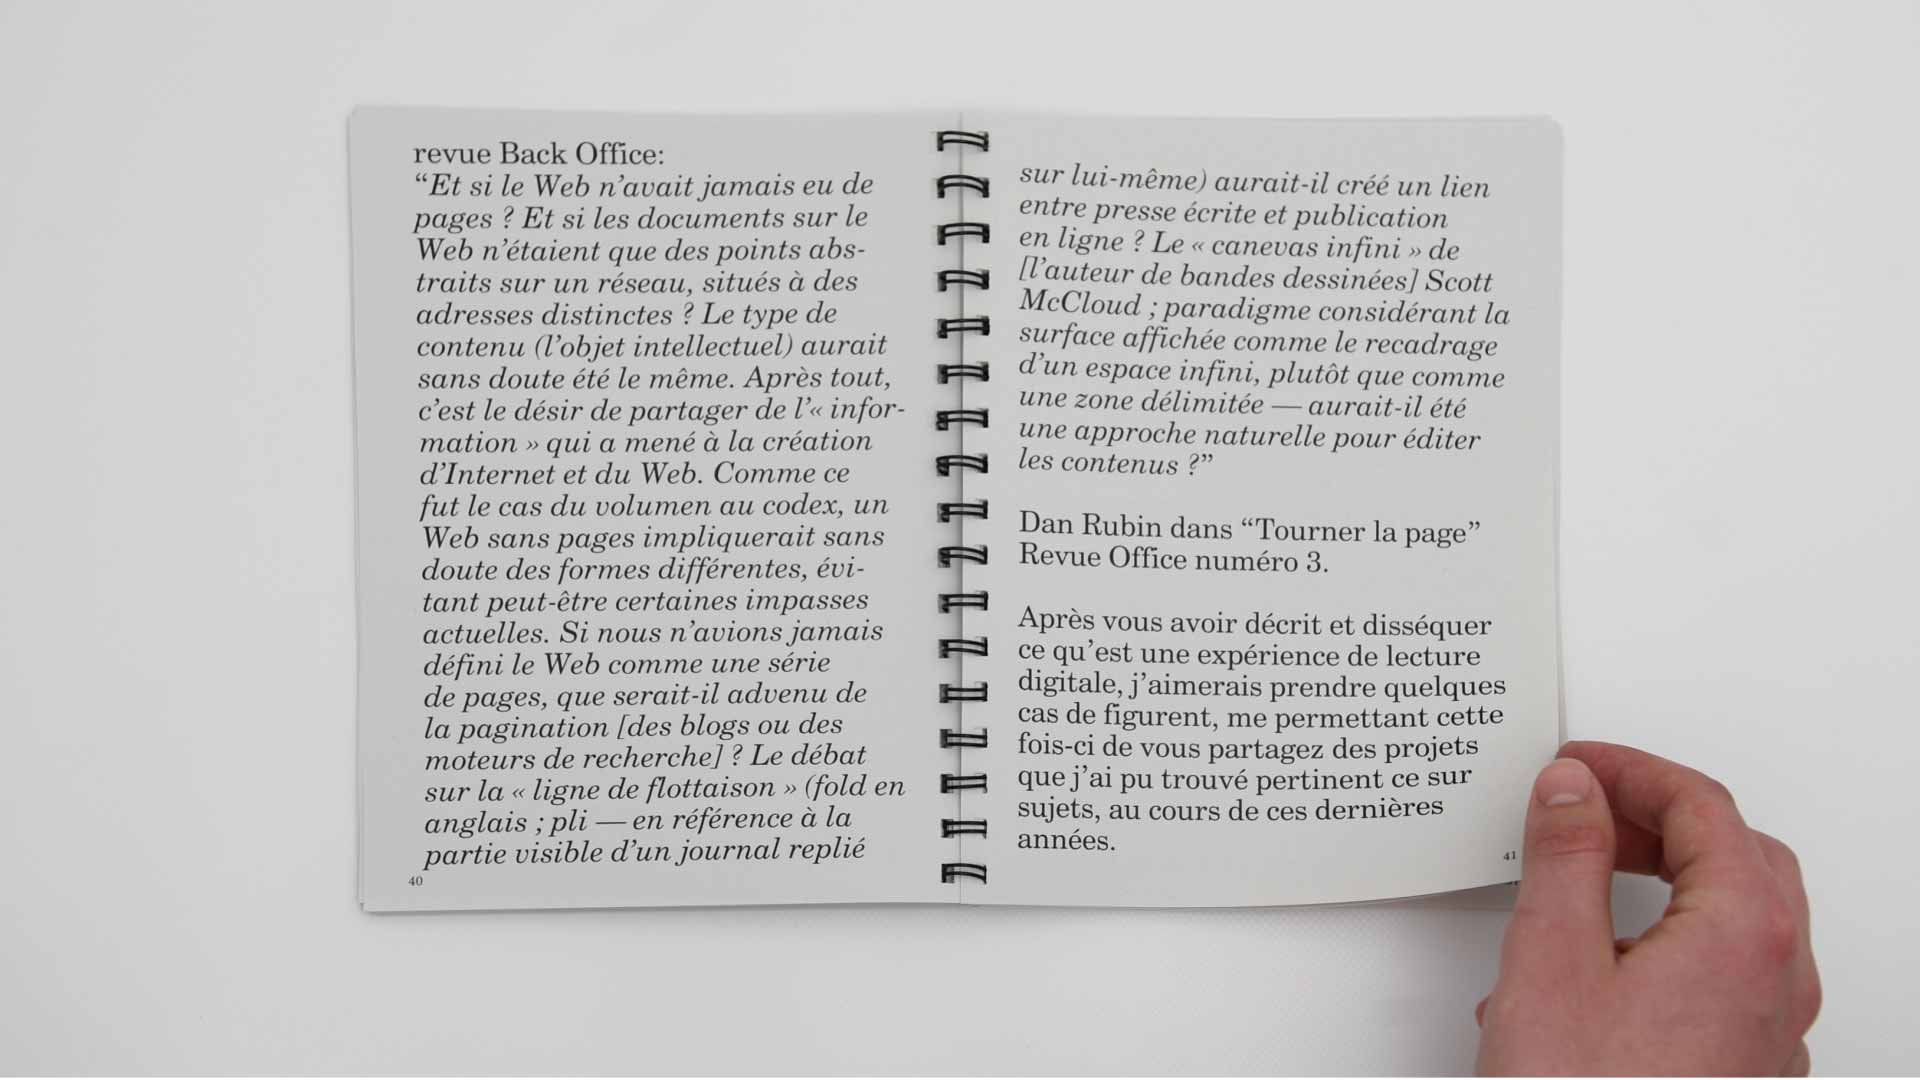 revue Back Office:
“Et si le Web n’avait jamais eu de
pages ? Et si les documents sur le
Web n’étaient que des points abs-
traits sur un réseau, situés à des
adresses distinctes ? Le type de
contenu (l’objet intellectuel) aurait
sans doute été le même. Après tout,
c’est le désir de partager de l’« infor-
mation » qui a mené à la création
d’Internet et du Web. Comme ce
fut le cas du volumen au codex, un
Web sans pages impliquerait sans
doute des formes différentes, évi-
tant peut-être certaines impasses
actuelles. Si nous n’avions jamais
défini le Web comme une série
de pages, que serait-il advenu de
la pagination [des blogs ou des
moteurs de recherche] ? Le débat
sur la « ligne de flottaison » (fold en
anglais ; pli — en référence à la
partie visible d’un journal replié
40
sur lui-même) aurait-il créé un lien
entre presse écrite et publication
en ligne ? Le « canevas infini » de
[l’auteur de bandes dessinées] Scott
McCloud ; paradigme considérant la
surface affichée comme le recadrage
d’un espace infini, plutôt que comme
une zone délimitée — aurait-il été
une approche naturelle pour éditer
les contenus ?”
Dan Rubin dans “Tourner la page”
Revue Office numéro 3.
Après vous avoir décrit et disséquer
ce qu’est une expérience de lecture
digitale, j’aimerais prendre quelques
cas de figurent, me permettant cette
fois-ci de vous partagez des projets
que j’ai pu trouvé pertinent ce sur
sujets, au cours de ces dernières
années.
41